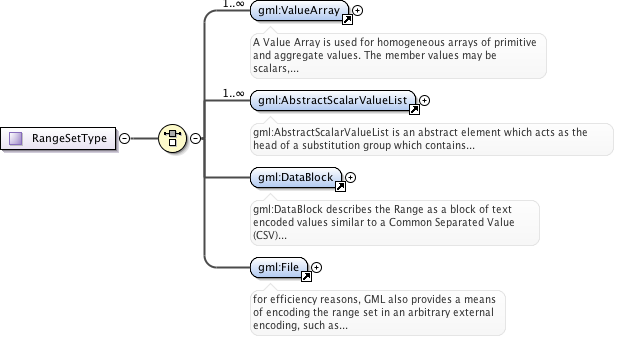 1..∞
gml:ValueArray
A Value Array is used for homogeneous arrays of primitive
and aggregate values. The member values may be
scalars,...
1..∞
gml:AbstractScalarValueList
gml:AbstractScalarValueList is an abstract element which acts as the
head of a substitution group which contains...
RangeSetType
gml:DataBlock
gml:DataBlock describes the Range as a block of text
encoded values similar to a Common Separated Value
(CSV)...
gml:File
for efficiency reasons, GML also provides a means
of encoding the range set in an arbitrary external
encoding, such as...